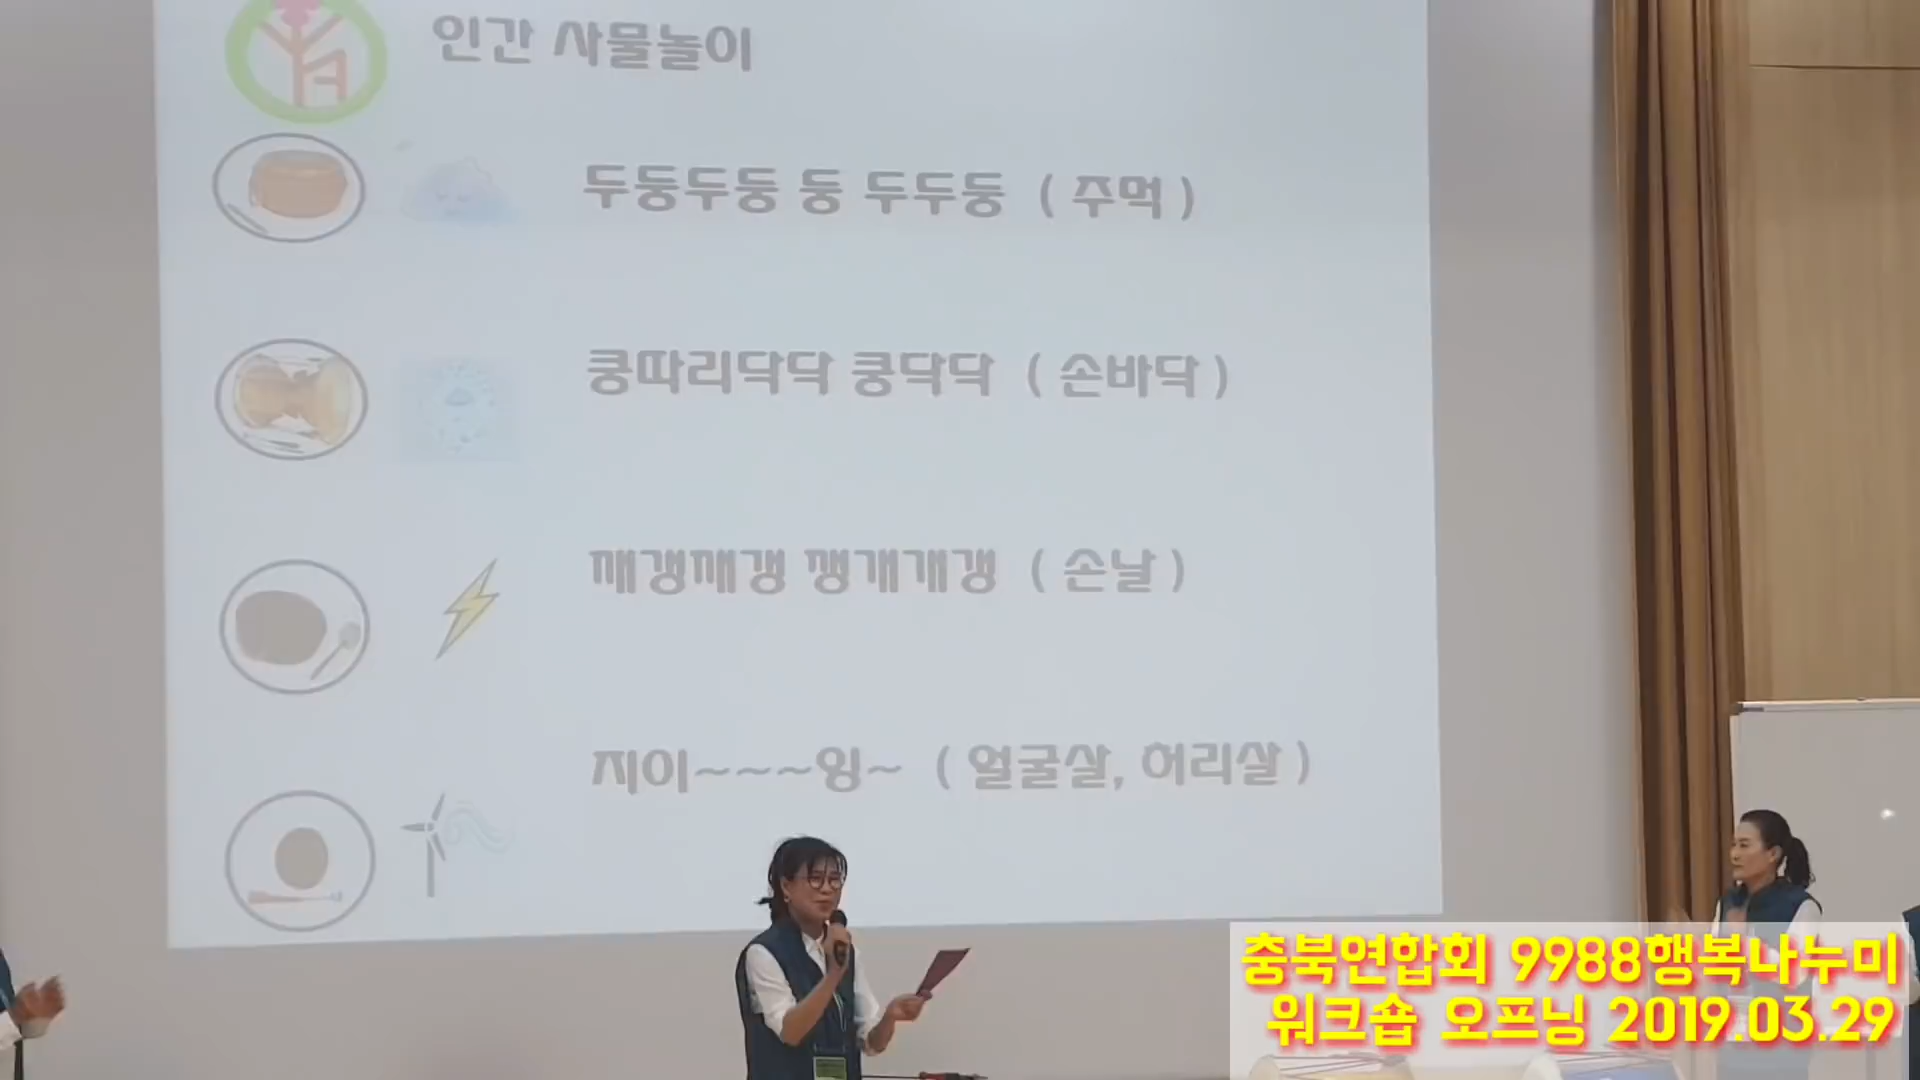 인간 사물놀이
두둥두둥 둥 두두둥 ( 주먹 )
쿵따리닥닥 쿵닥닥 ( 손바닥 )
깨갱깨갱 깽개개갱 ( 손날 )
지이~~~잉~ ( 얼굴살, 허리살 )
충북연합회 9988행복나누미
워크숍 오프닝 2019.03.29